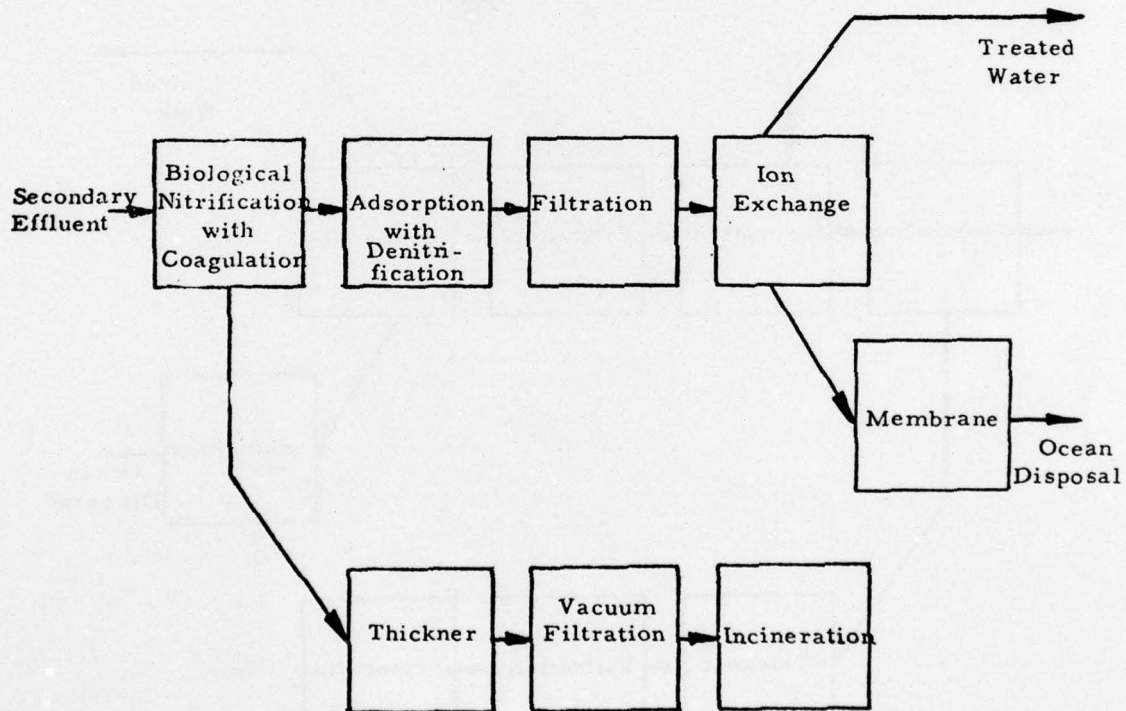 Treated
Water
Secondary
Effluent
Biological
Nitrification
with
Coagulation
Adsorption
with
Denitri-
fication
Filtration
Ion
Exchange
Membrane
Ocean
Disposal
Thickner
Vacuum
Filtration
Incineration